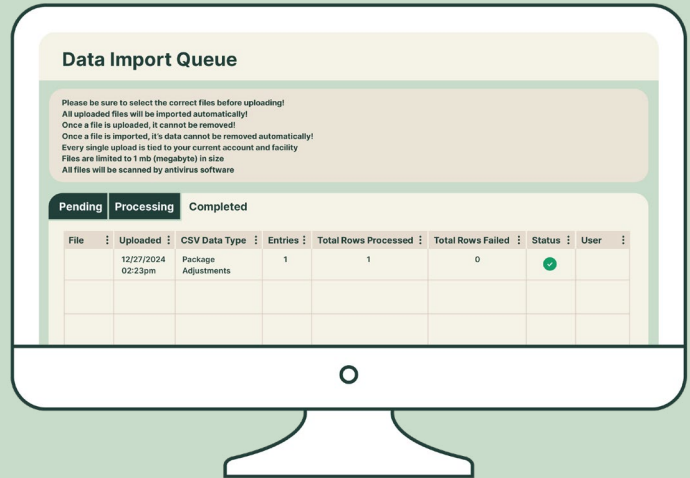 Data Import Queue
Please be sure to select the correct files before uploading!
All uploaded files will be imported automatically!
Once a file is uploaded, it cannot be removed!
Once a file is imported, it's data cannot be removed automatically!
Every single upload is tied to your current account and facility
Files are limited to 1 mb (megabyte) in size
All files will be scanned by antivirus software
Pending Processing Completed
File Uploaded CSV Data Type Entries Total Rows Processed Total Rows Failed Status User
12/27/2024 Package 1 1 0
02:23pm Adjustments